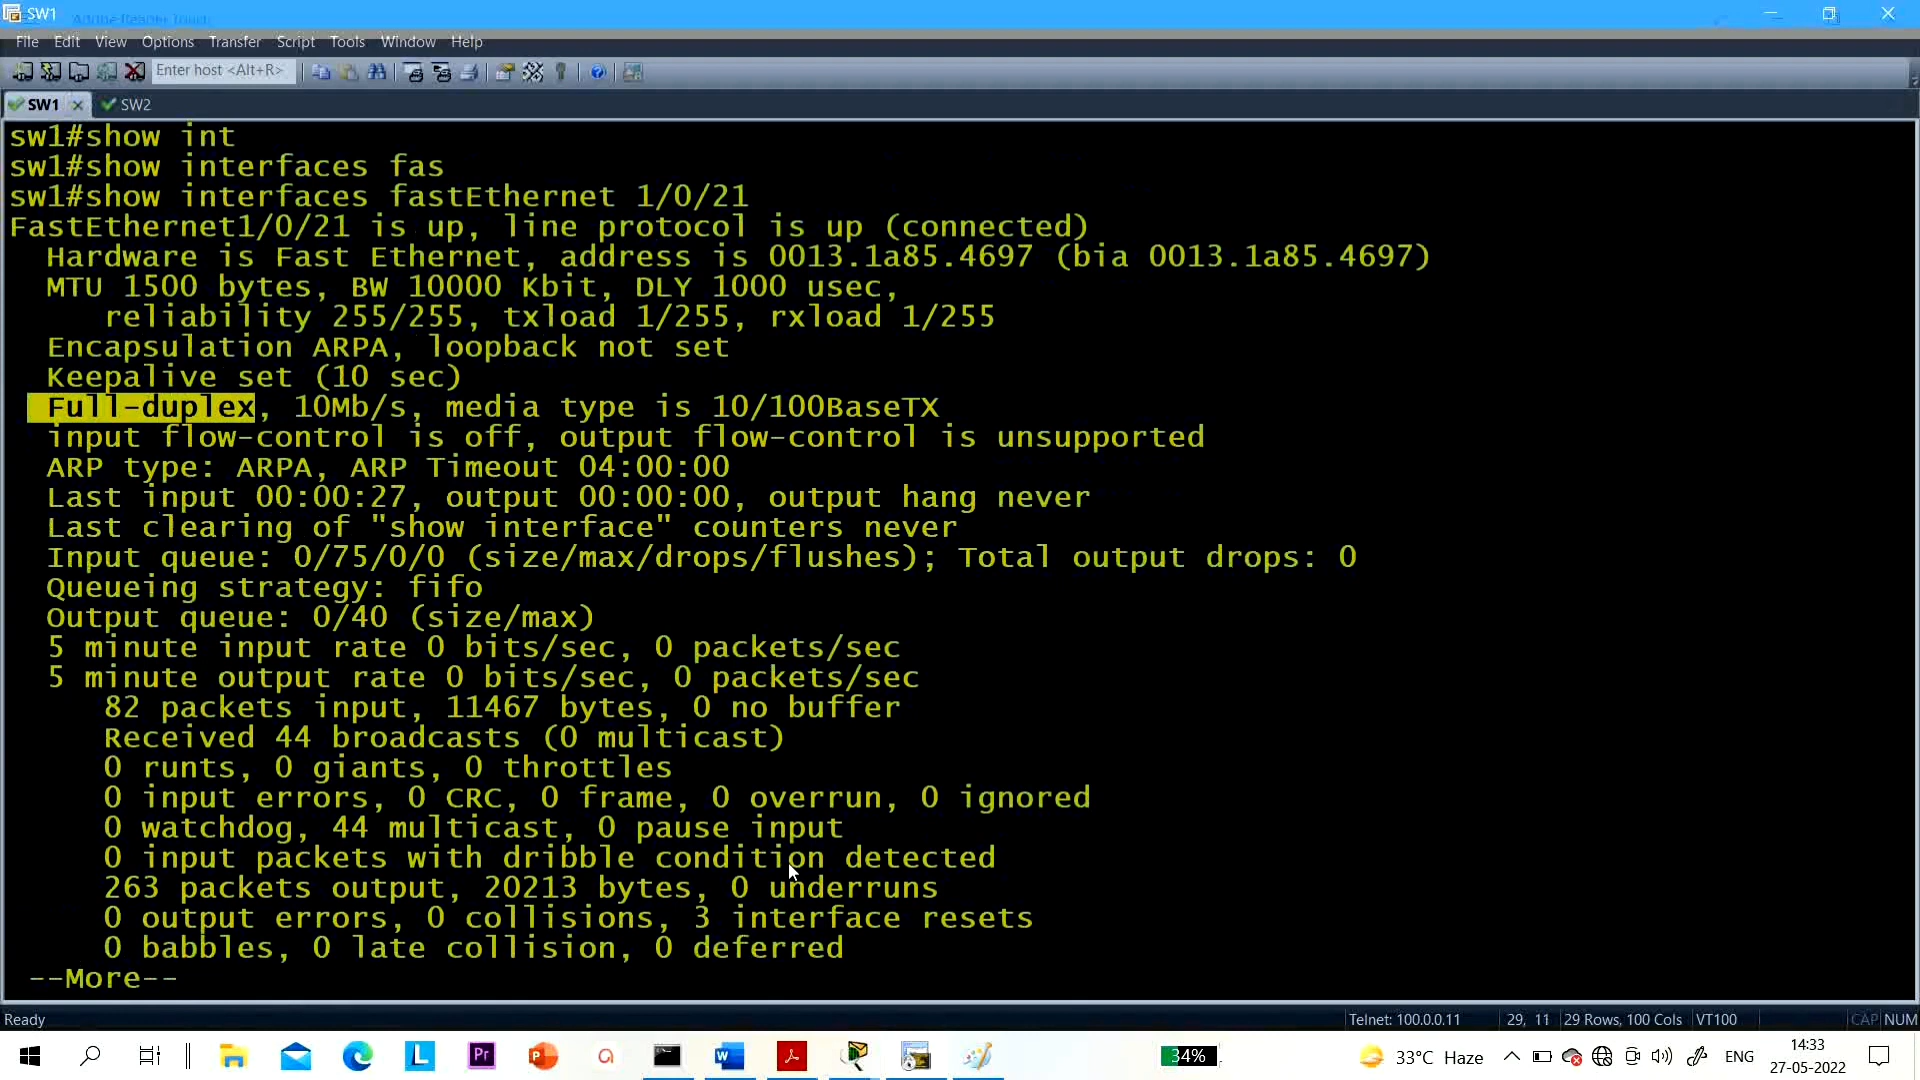 SW1
Adobe Reader Touch
File Edit View Options Transfer Script Tools Window Help
Enter host <Alt+R>
SW1 SW2
sw1#show int
sw1#show interfaces fas
sw1#show interfaces fastEthernet 1/0/21
FastEthernet1/0/21 is up, line protocol is up (connected)
Hardware is Fast Ethernet, address is 0013.1a85.4697 (bia 0013.1a85.4697)
MTU 1500 bytes, BW 10000 Kbit, DLY 1000 usec,
reliability 255/255, txload 1/255, rxload 1/255
Encapsulation ARPA, loopback not set
Keepalive set (10 sec)
Full-duplex, 10Mb/s, media type is 10/100BaseTX
input flow-control is off, output flow-control is unsupported
ARP type: ARPA, ARP Timeout 04:00:00
Last input 00:00:27, output 00:00:00, output hang never
Last clearing of "show interface" counters never
Input queue: 0/75/0/0 (size/max/drops/flushes); Total output drops: 0
Queueing strategy: fifo
Output queue: 0/40 (size/max)
5 minute input rate 0 bits/sec, 0 packets/sec
5 minute output rate 0 bits/sec, 0 packets/sec
82 packets input, 11467 bytes, 0 no buffer
Received 44 broadcasts (0 multicast)
0 runts, 0 giants, 0 throttles
0 input errors, 0 CRC, 0 frame, 0 overrun, 0 ignored
0 watchdog, 44 multicast, 0 pause input
0 input packets with dribble condition detected
263 packets output, 20213 bytes, 0 underruns
0 output errors, 0 collisions, 3 interface resets
0 babbles, 0 late collision, 0 deferred
--More--
Ready Telnet: 100.0.0.11 29, 11 29 Rows, 100 Cols VT100 CAP NUM
L Pr P W 34% 33°C Haze ENG 14:33
27-05-2022